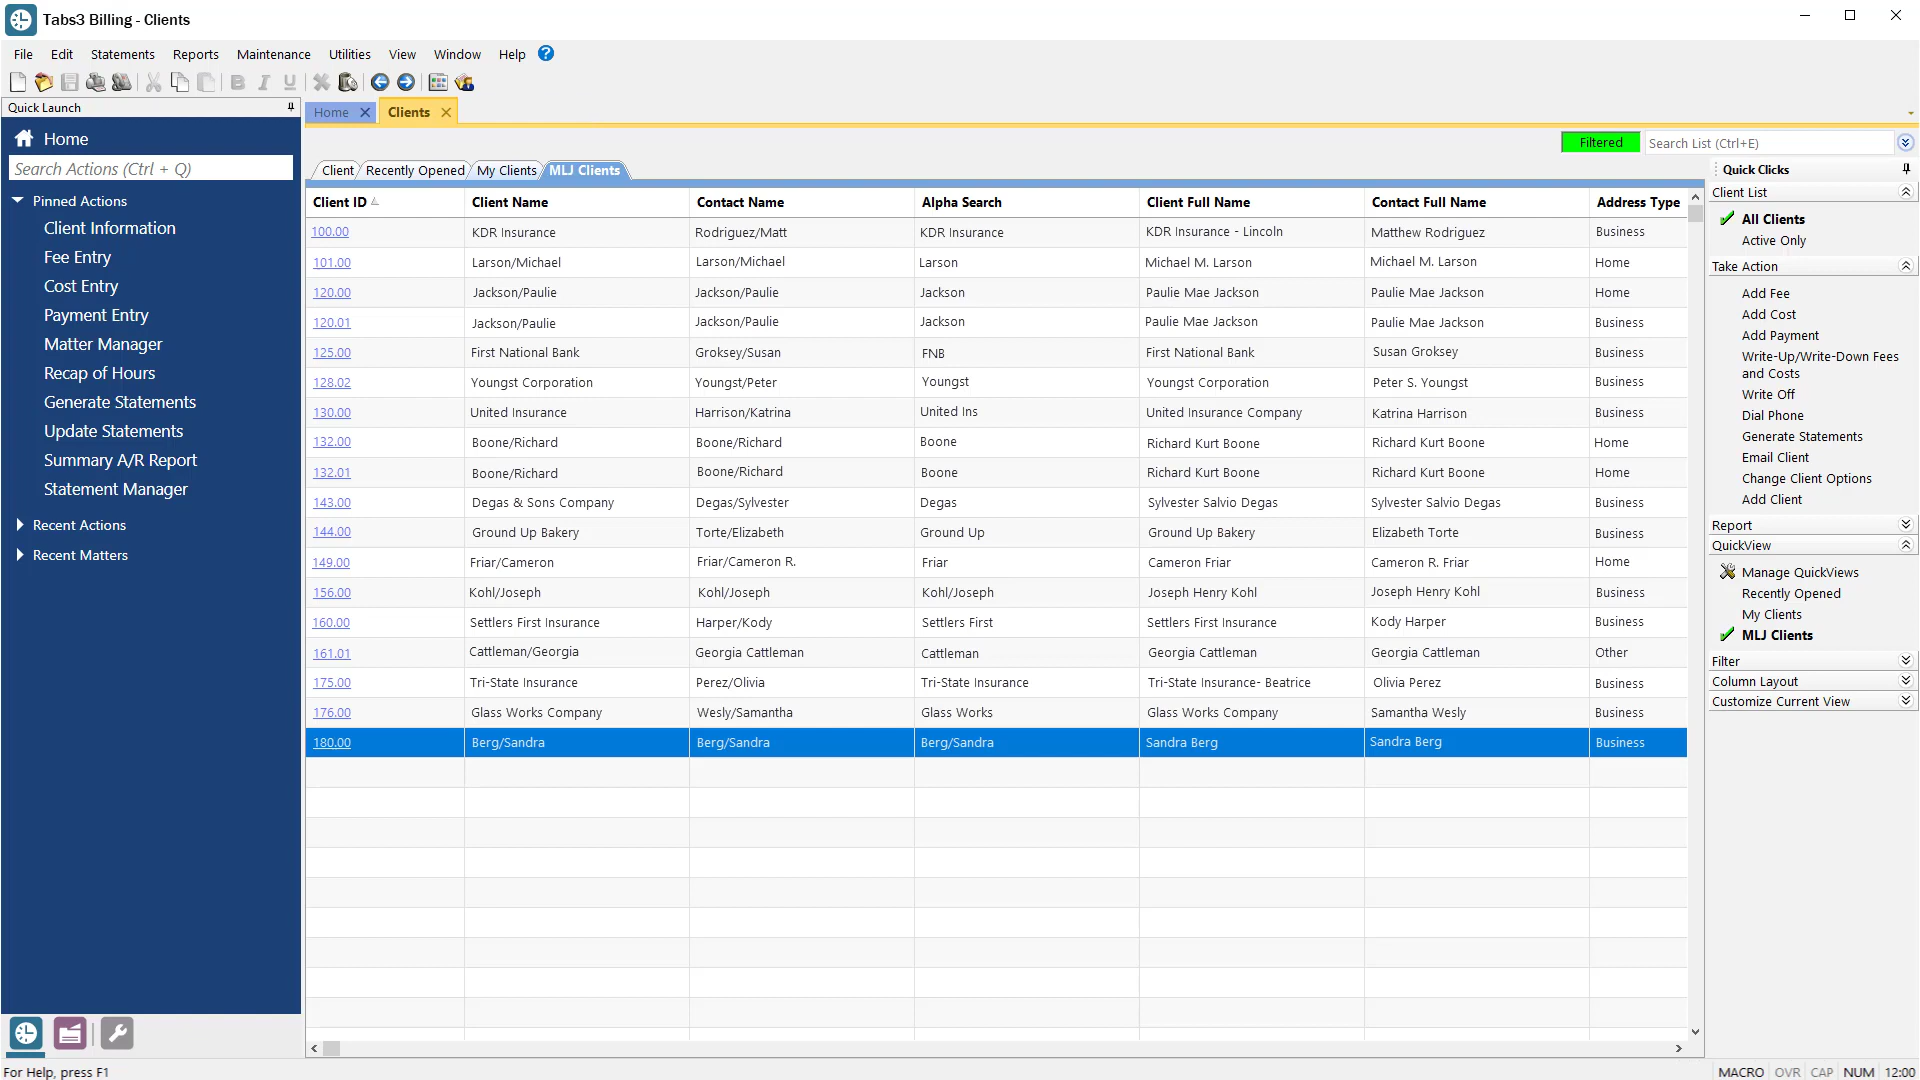 Tabs3 Billing - Clients
File Edit Statements Reports Maintenance Utilities View Window Help ?
B I U
Quick Launch
Home
Search Actions (Ctrl + Q)
Pinned Actions
Client Information
Fee Entry
Cost Entry
Payment Entry
Matter Manager
Recap of Hours
Generate Statements
Update Statements
Summary A/R Report
Statement Manager
Recent Actions
Recent Matters
Home Clients
Filtered Search List (Ctrl+E)
Client Recently Opened My Clients MLJ Clients
Client ID Client Name Contact Name Alpha Search Client Full Name Contact Full Name Address Type
100.00 KDR Insurance Rodriguez/Matt KDR Insurance KDR Insurance - Lincoln Matthew Rodriguez Business
101.00 Larson/Michael Larson/Michael Larson Michael M. Larson Michael M. Larson Home
120.00 Jackson/Paulie Jackson/Paulie Jackson Paulie Mae Jackson Paulie Mae Jackson Home
120.01 Jackson/Paulie Jackson/Paulie Jackson Paulie Mae Jackson Paulie Mae Jackson Business
125.00 First National Bank Groksey/Susan FNB First National Bank Susan Groksey Business
128.02 Youngst Corporation Youngst/Peter Youngst Youngst Corporation Peter S. Youngst Business
130.00 United Insurance Harrison/Katrina United Ins United Insurance Company Katrina Harrison Business
132.00 Boone/Richard Boone/Richard Boone Richard Kurt Boone Richard Kurt Boone Home
132.01 Boone/Richard Boone/Richard Boone Richard Kurt Boone Richard Kurt Boone Home
143.00 Degas & Sons Company Degas/Sylvester Degas Sylvester Salvio Degas Sylvester Salvio Degas Business
144.00 Ground Up Bakery Torte/Elizabeth Ground Up Ground Up Bakery Elizabeth Torte Business
149.00 Friar/Cameron Friar/Cameron R. Friar Cameron Friar Cameron R. Friar Home
156.00 Kohl/Joseph Kohl/Joseph Kohl/Joseph Joseph Henry Kohl Joseph Henry Kohl Business
160.00 Settlers First Insurance Harper/Kody Settlers First Settlers First Insurance Kody Harper Business
161.01 Cattleman/Georgia Georgia Cattleman Cattleman Georgia Cattleman Georgia Cattleman Other
175.00 Tri-State Insurance Perez/Olivia Tri-State Insurance Tri-State Insurance- Beatrice Olivia Perez Business
176.00 Glass Works Company Wesly/Samantha Glass Works Glass Works Company Samantha Wesly Business
180.00 Berg/Sandra Berg/Sandra Berg/Sandra Sandra Berg Sandra Berg Business
Quick Clicks
Client List
All Clients
Active Only
Take Action
Add Fee
Add Cost
Add Payment
Write-Up/Write-Down Fees
and Costs
Write Off
Dial Phone
Generate Statements
Email Client
Change Client Options
Add Client
Report
QuickView
Manage QuickViews
Recently Opened
My Clients
MLJ Clients
Filter
Column Layout
Customize Current View
For Help, press F1
MACRO OVR CAP NUM 12:00